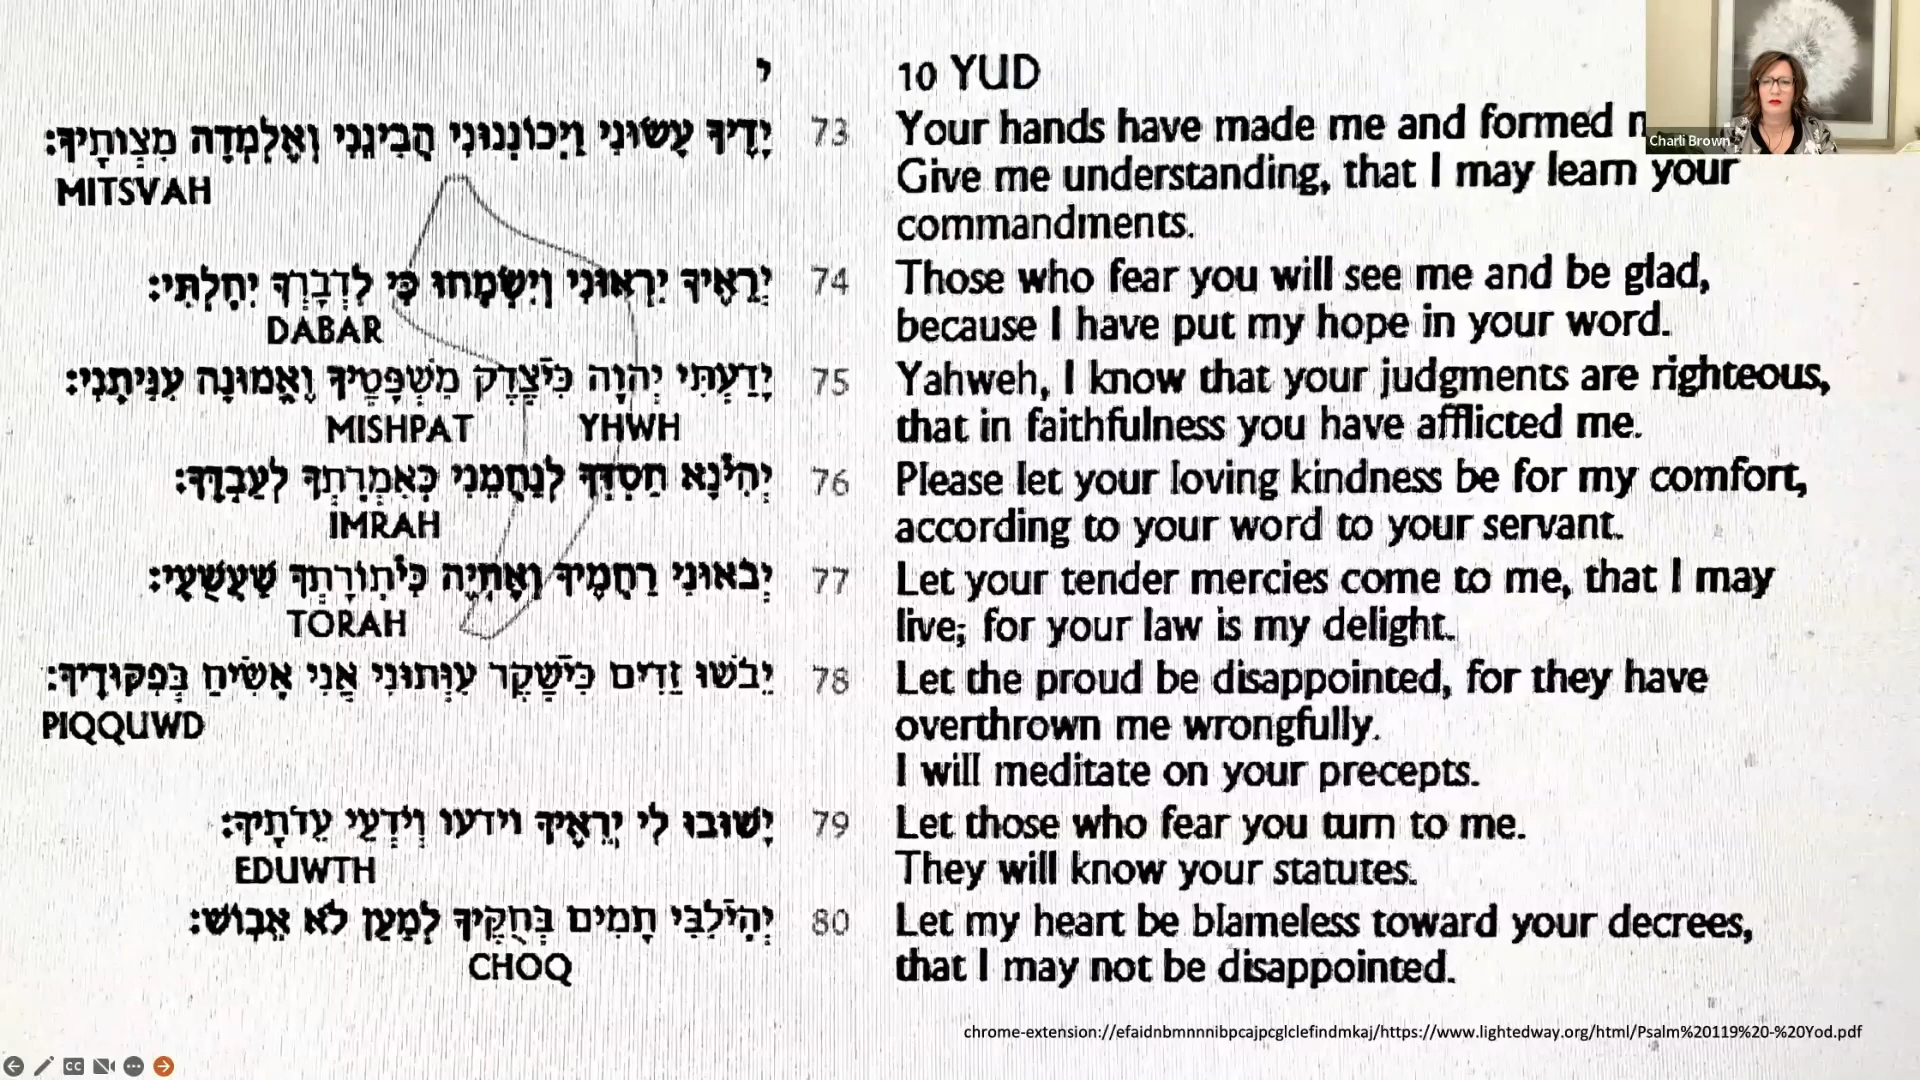 י
יָדֶיךָ עָשׂוּנִי וַיְכוֹנְנוּנִי הֲבִינֵנִי וְאֶלְמְדָה מִצְוֹתֶיךָ׃
MITSVAH
יְרֵאֶיךָ יִרְאוּנִי וְיִשְׂמָחוּ כִּי לִדְבָרְךָ יִחָלְתִּי׃
DABAR
יָדַעְתִּי יְהוָה כִּי־צֶדֶק מִשְׁפָּטֶיךָ וֶאֱמוּנָה עִנִּיתָנִי׃
MISHPAT YHWH
יְהִי־נָא חַסְדְּךָ לְנַחֲמֵנִי כְּאִמְרָתְךָ לְעַבְדֶּךָ׃
IMRAH
יְבֹאוּנִי רַחֲמֶיךָ וְאֶחְיֶה כִּי־תוֹרָתְךָ שַׁעֲשֻׁעָי׃
TORAH
יֵבֹשׁוּ זֵדִים כִּי־שֶׁקֶר עִוְּתוּנִי אֲנִי אָשִׂיחַ בְּפִקּוּדֶיךָ׃
PIQQUWD
יָשׁוּבוּ לִי יְרֵאֶיךָ וידעו וְיֹדְעֵי עֵדֹתֶיךָ׃
EDUWTH
יְהִי־לִבִּי תָמִים בְּחֻקֶּיךָ לְמַעַן לֹא אֵבוֹשׁ׃
CHOQ
10 YUD
73 Your hands have made me and formed
Give me understanding, that I may learn your
commandments.
74 Those who fear you will see me and be glad,
because I have put my hope in your word.
75 Yahweh, I know that your judgments are righteous,
that in faithfulness you have afflicted me.
76 Please let your loving kindness be for my comfort,
according to your word to your servant.
77 Let your tender mercies come to me, that I may
live; for your law is my delight.
78 Let the proud be disappointed, for they have
overthrown me wrongfully.
I will meditate on your precepts.
79 Let those who fear you turn to me.
They will know your statutes.
80 Let my heart be blameless toward your decrees,
that I may not be disappointed.
chrome-extension://efaidnbmnnnibpcajpcglclefindmkaj/https://www.lightedway.org/html/Psalm%20119%20-%20Yod.pdf
Charli Brown
CC